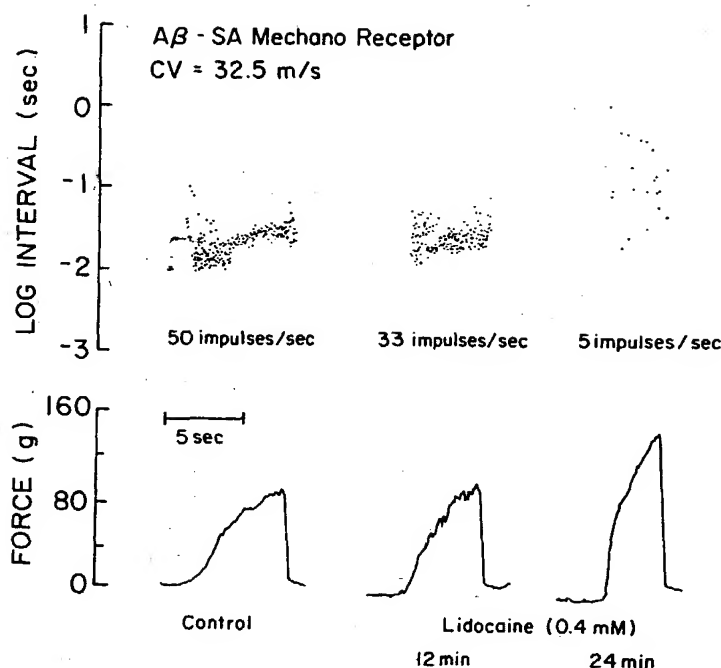 Aβ - SA Mechano Receptor
CV = 32.5 m/s
LOG INTERVAL (sec.)
1
0
-1
-2
-3
50 impulses/sec
33 impulses/sec
5 impulses/sec
FORCE (g)
160
80
0
5 sec
Control
Lidocaine (0.4 mM)
12 min
24 min